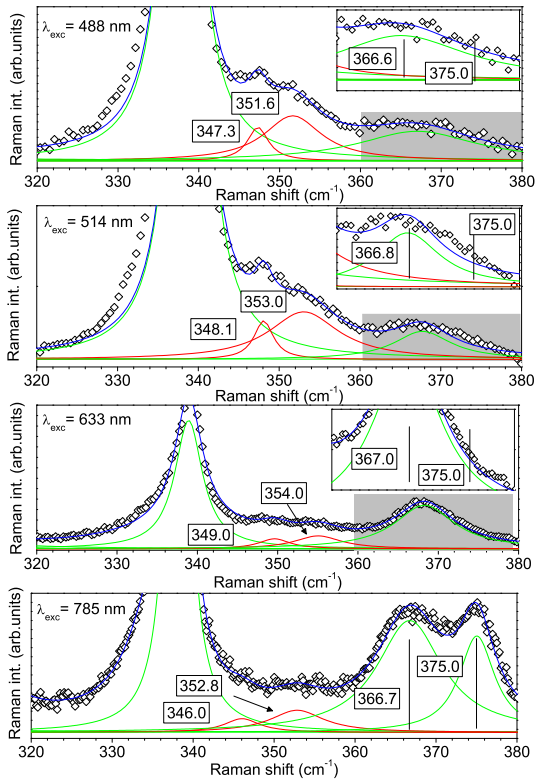 λexc= 488 nm
366.6
375.0
351.6
347.3
Raman int. (arb.units)
320 330 340 350 360 370 380
Raman shift (cm-1)
λexc= 514 nm
375.0
366.8
353.0
348.1
Raman int. (arb.units)
320 330 340 350 360 370 380
Raman shift (cm-1)
λexc= 633 nm
367.0
375.0
354.0
349.0
Raman int. (arb.units)
320 330 340 350 360 370 380
Raman shift (cm-1)
λexc= 785 nm
375.0
352.8
366.7
346.0
Raman int. (arb.units)
320 330 340 350 360 370 380
Raman shift (cm-1)